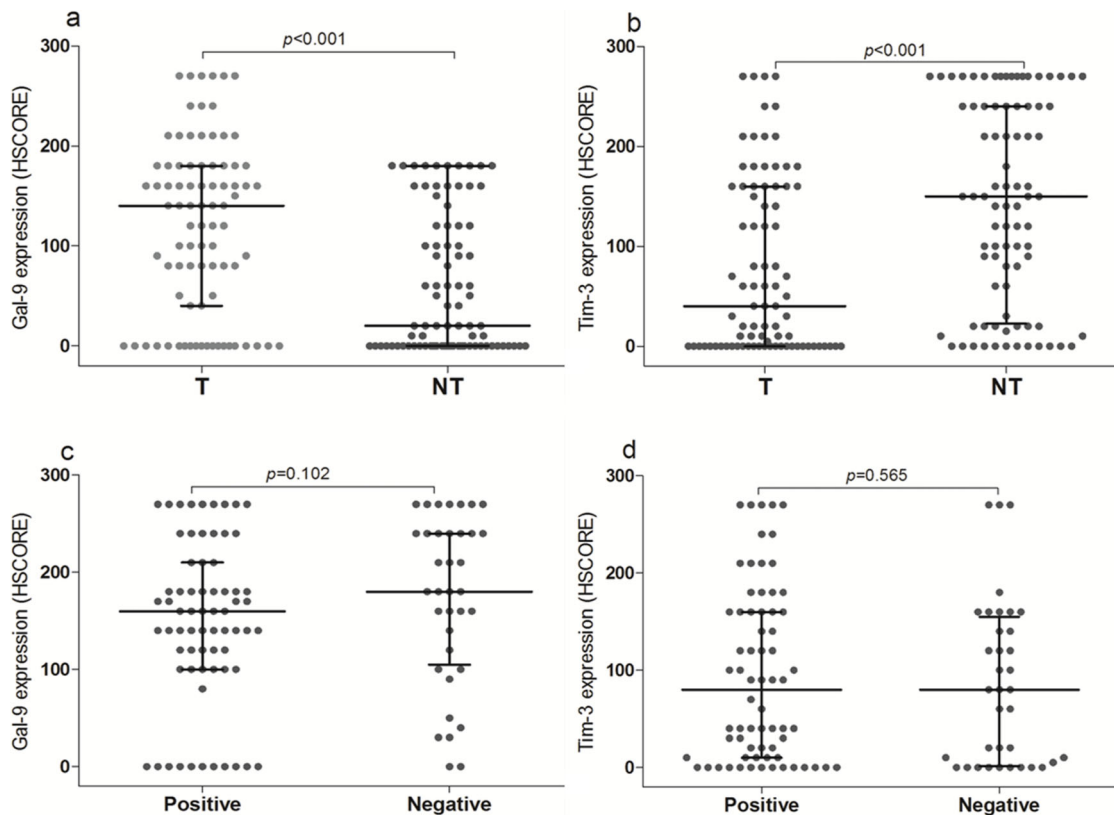 a
p<0.001
300
200
100
0
Gal-9 expression (HSCORE)
T
NT
b
p<0.001
300
200
100
0
Tim-3 expression (HSCORE)
T
NT
c
p=0.102
300
200
100
0
Gal-9 expression (HSCORE)
Positive
Negative
d
p=0.565
300
200
100
0
Tim-3 expression (HSCORE)
Positive
Negative